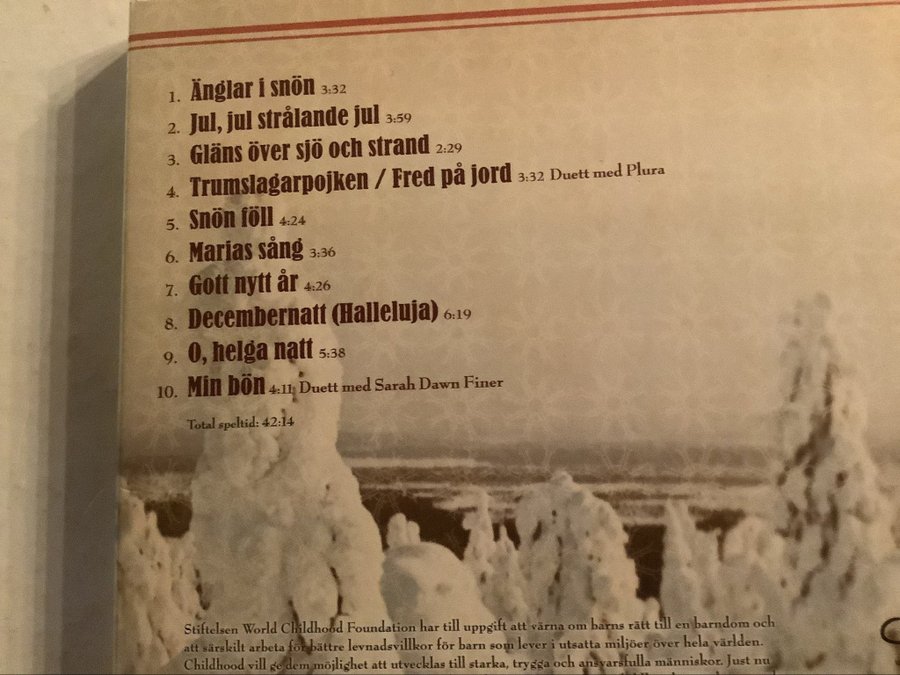 1. Änglar i snön 3:32
2. Jul, jul strålande jul 3:59
3. Gläns över sjö och strand 2:29
4. Trumslagarpojken / Fred på jord 3:32 Duett med Plura
5. Snön föll 4:24
6. Marias sång 3:36
7. Gott nytt år 4:26
8. Decembernatt (Halleluja) 6:19
9. O, helga natt 5:38
10. Min bön 4:11 Duett med Sarah Dawn Finer
Total speltid: 42:14
Stiftelsen World Childhood Foundation har till uppgift att värna om barns rätt till en barndom och
att särskilt arbeta för bättre levnadsvillkor för barn som lever i utsatta miljöer över hela världen.
Childhood vill ge dem möjlighet att utvecklas till starka, trygga och ansvarsfulla människor. Just nu